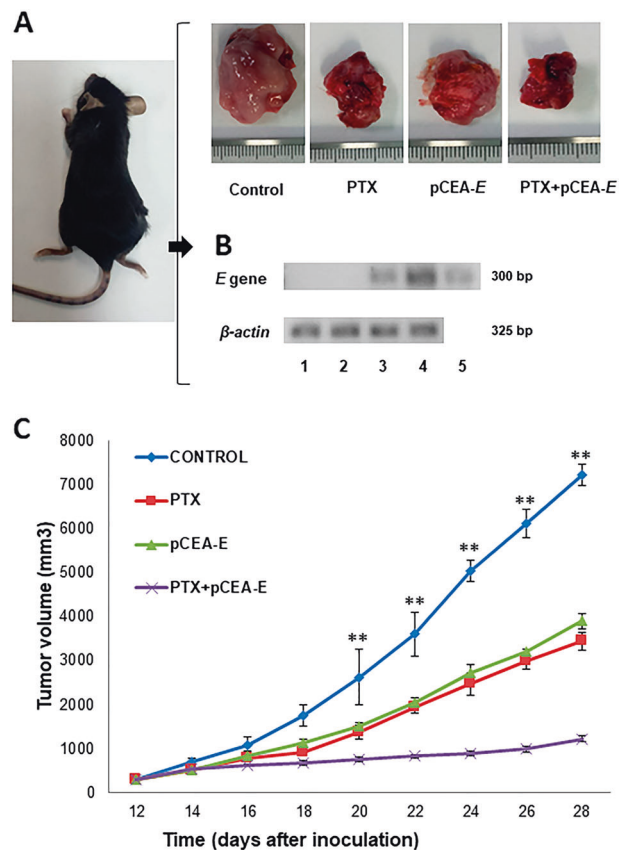 A
Control PTX pCEA-E PTX+pCEA-E
B
E gene 300 bp
β-actin 325 bp
1 2 3 4 5
C
8000
7000
6000
5000
4000
3000
2000
1000
0
Tumor volume (mm3)
CONTROL
PTX
pCEA-E
PTX+pCEA-E
** ** ** ** **
12 14 16 18 20 22 24 26 28
Time (days after inoculation)